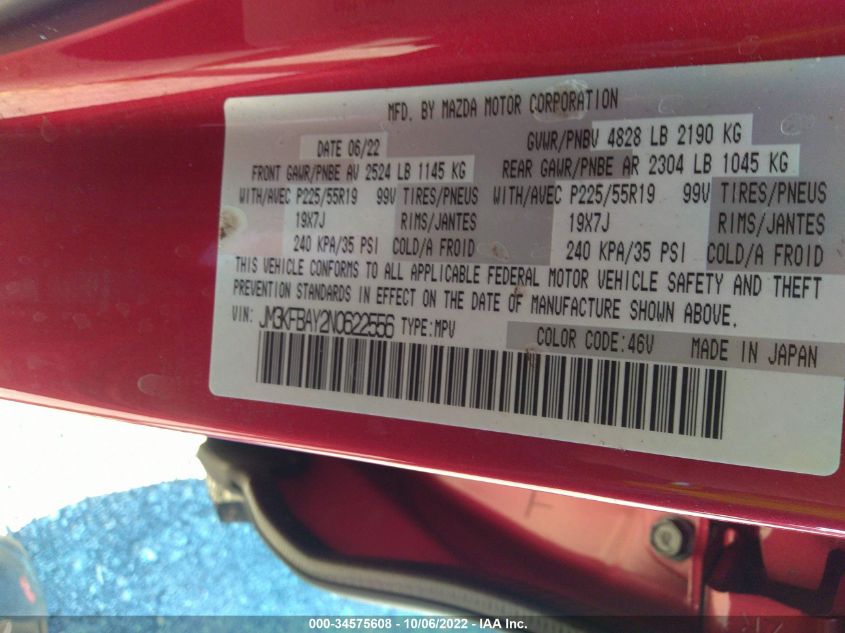 MFD. BY MAZDA MOTOR CORPORATION
DATE 06/22 GVWR/PNBV 4828 LB 2190 KG
FRONT GAWR/PNBE AV 2524 LB 1145 KG REAR GAWR/PNBE AR 2304 LB 1045 KG
WITH/AVEC P225/55R19 99V TIRES/PNEUS WITH/AVEC P225/55R19 99V TIRES/PNEUS
19X7J RIMS/JANTES 19X7J RIMS/JANTES
240 KPA/35 PSI COLD/A FROID 240 KPA/35 PSI COLD/A FROID
THIS VEHICLE CONFORMS TO ALL APPLICABLE FEDERAL MOTOR VEHICLE SAFETY AND THEFT
PREVENTION STANDARDS IN EFFECT ON THE DATE OF MANUFACTURE SHOWN ABOVE.
VIN: JM3KFBAY2N0622556 TYPE:MPV COLOR CODE:46V MADE IN JAPAN
000-34575608 - 10/06/2022 - IAA Inc.